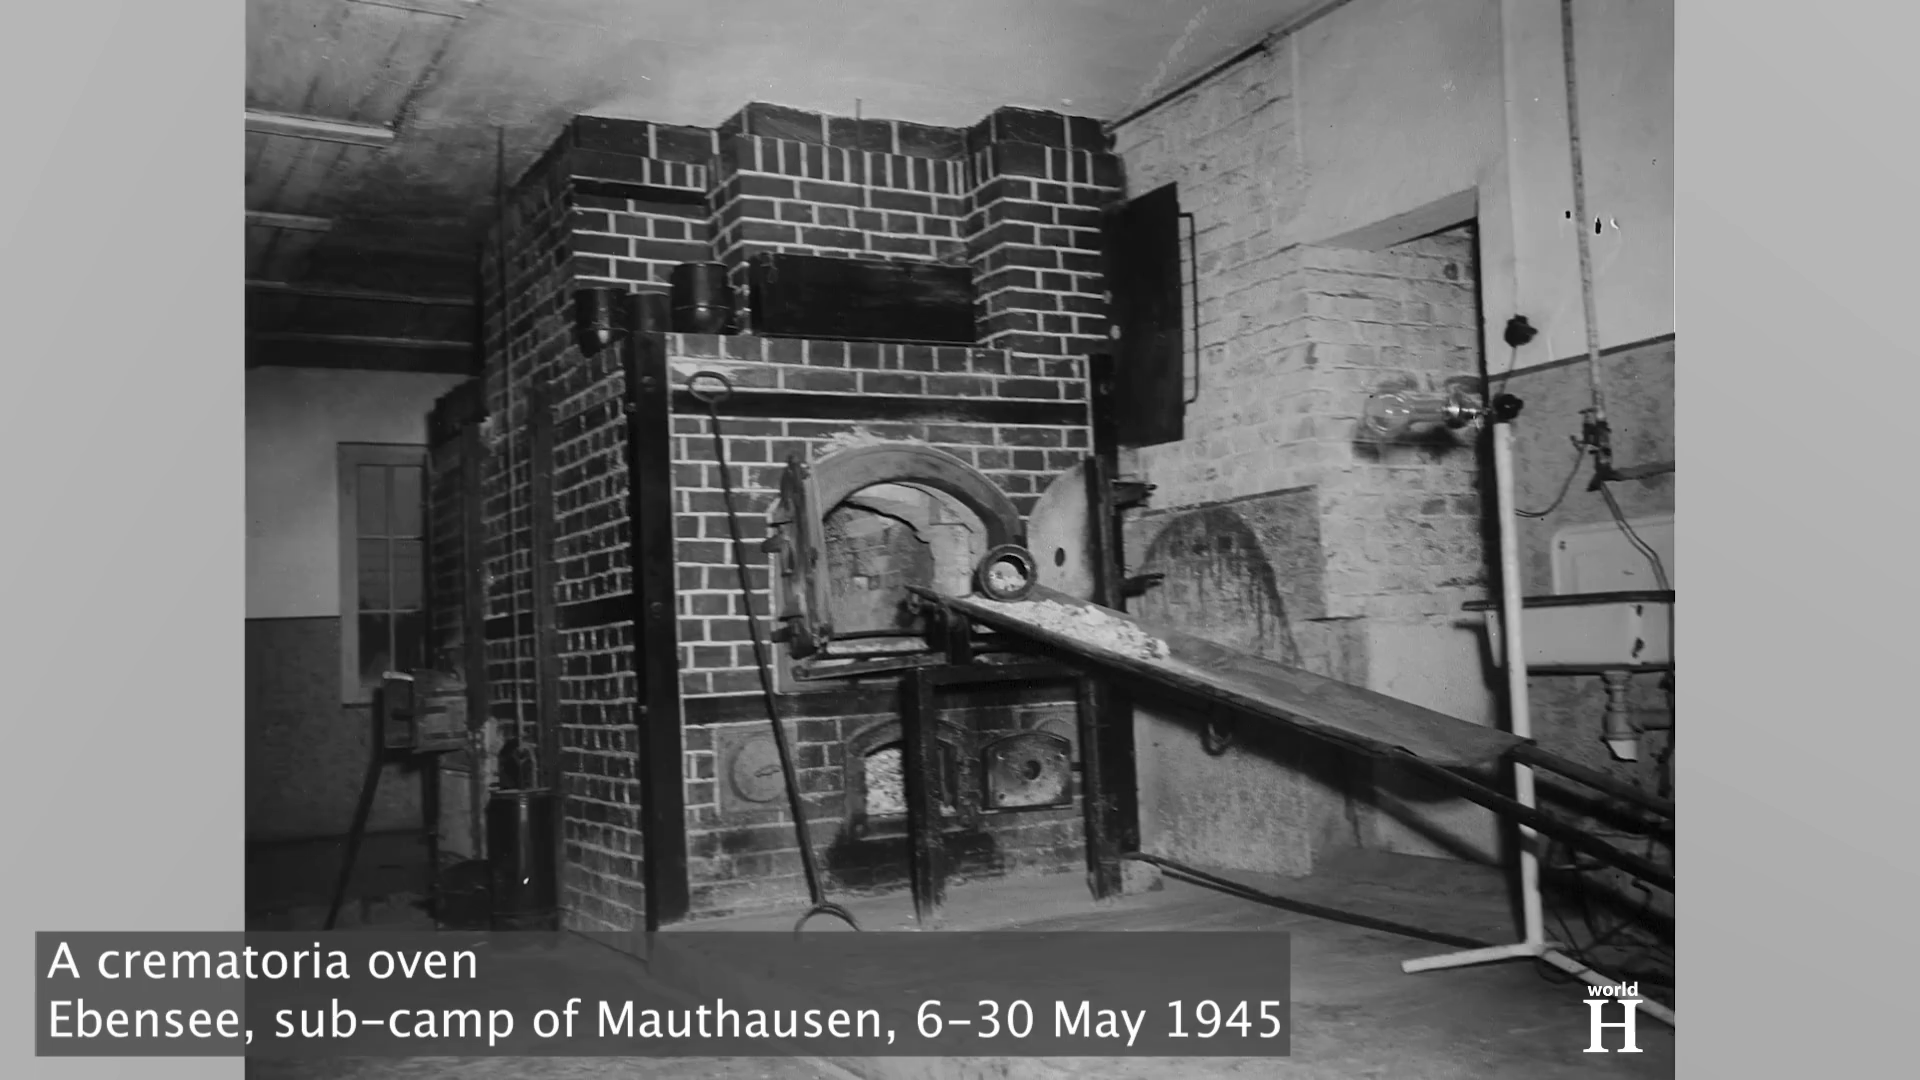 A crematoria oven
Ebensee, sub-camp of Mauthausen, 6–30 May 1945
world
H